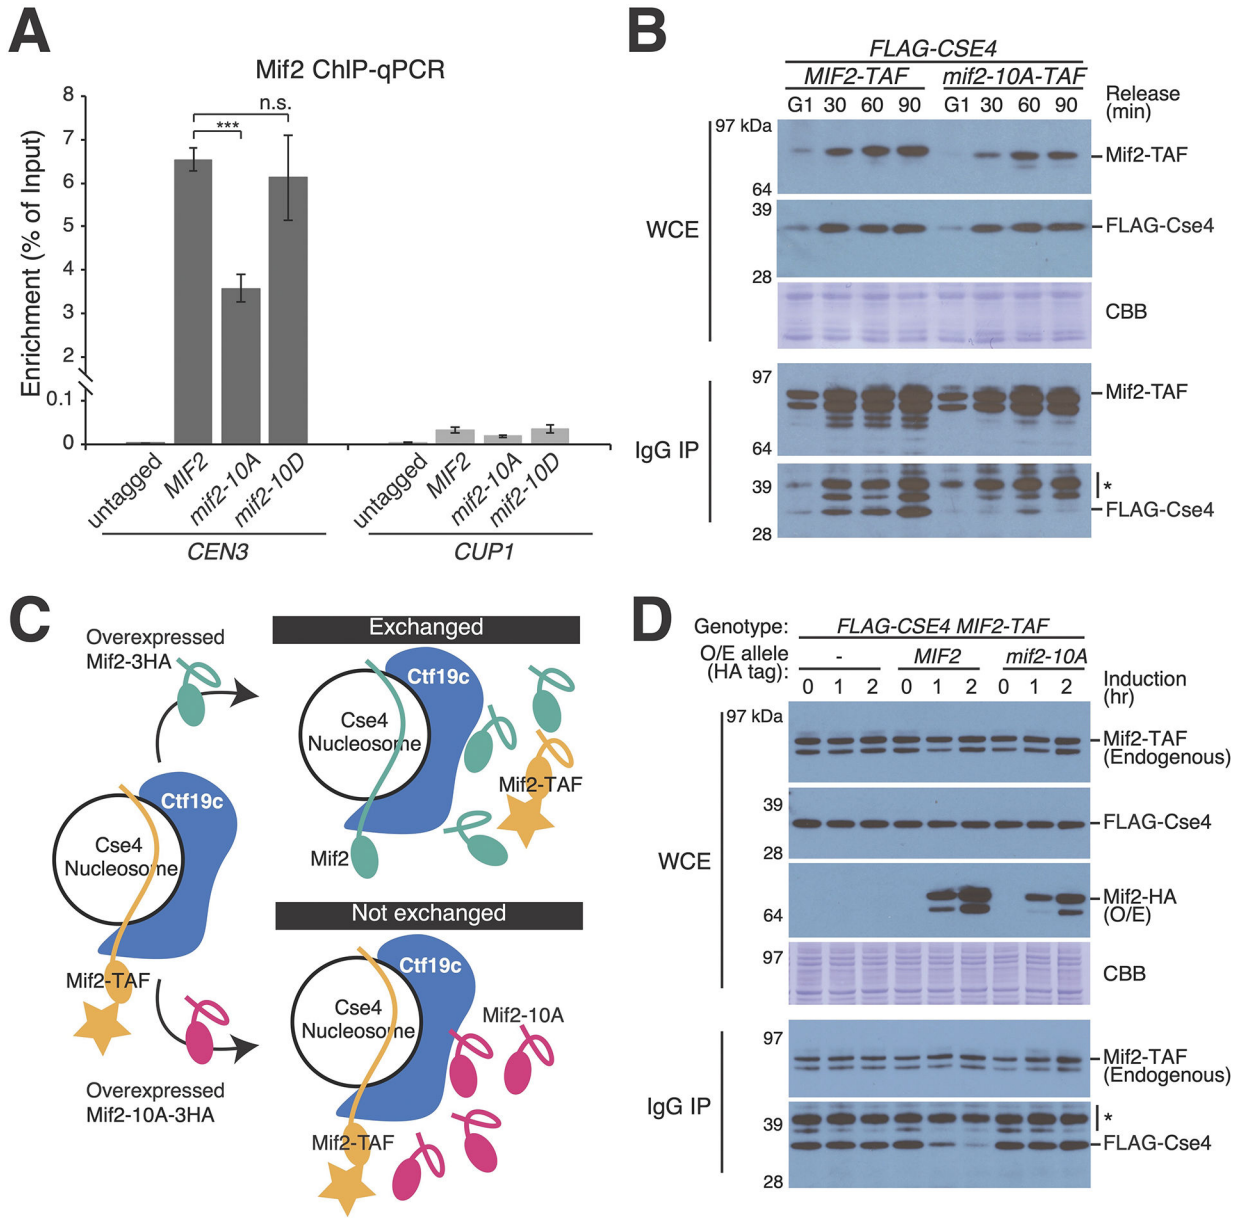 A
Mif2 ChIP-qPCR
Enrichment (% of Input)
8
7
6
5
4
3
2
0.1
0
n.s.
***
untagged
MIF2
mif2-10A
mif2-10D
untagged
MIF2
mif2-10A
mif2-10D
CEN3
CUP1
B
FLAG-CSE4
MIF2-TAF mif2-10A-TAF
G1 30 60 90 G1 30 60 90
Release
(min)
97 kDa
Mif2-TAF
64
39
WCE
FLAG-Cse4
28
CBB
97
Mif2-TAF
64
IgG IP
39
*
FLAG-Cse4
28
C
Overexpressed
Mif2-3HA
Exchanged
Ctf19c
Cse4
Nucleosome
Mif2-TAF
Mif2
Ctf19c
Cse4
Nucleosome
Mif2-TAF
Not exchanged
Ctf19c
Cse4
Nucleosome
Mif2-10A
Mif2-TAF
Overexpressed
Mif2-10A-3HA
D
Genotype: FLAG-CSE4 MIF2-TAF
O/E allele
(HA tag):
- MIF2 mif2-10A
0 1 2 0 1 2 0 1 2
Induction
(hr)
97 kDa
Mif2-TAF
(Endogenous)
39
FLAG-Cse4
28
WCE
Mif2-HA
(O/E)
64
97
CBB
97
Mif2-TAF
(Endogenous)
IgG IP
39
*
FLAG-Cse4
28